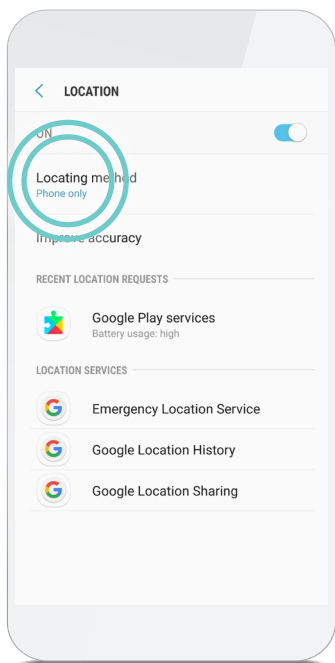 LOCATION
ON
Locating method
Phone only
Improve accuracy
RECENT LOCATION REQUESTS
Google Play services
Battery usage: high
LOCATION SERVICES
Emergency Location Service
Google Location History
Google Location Sharing